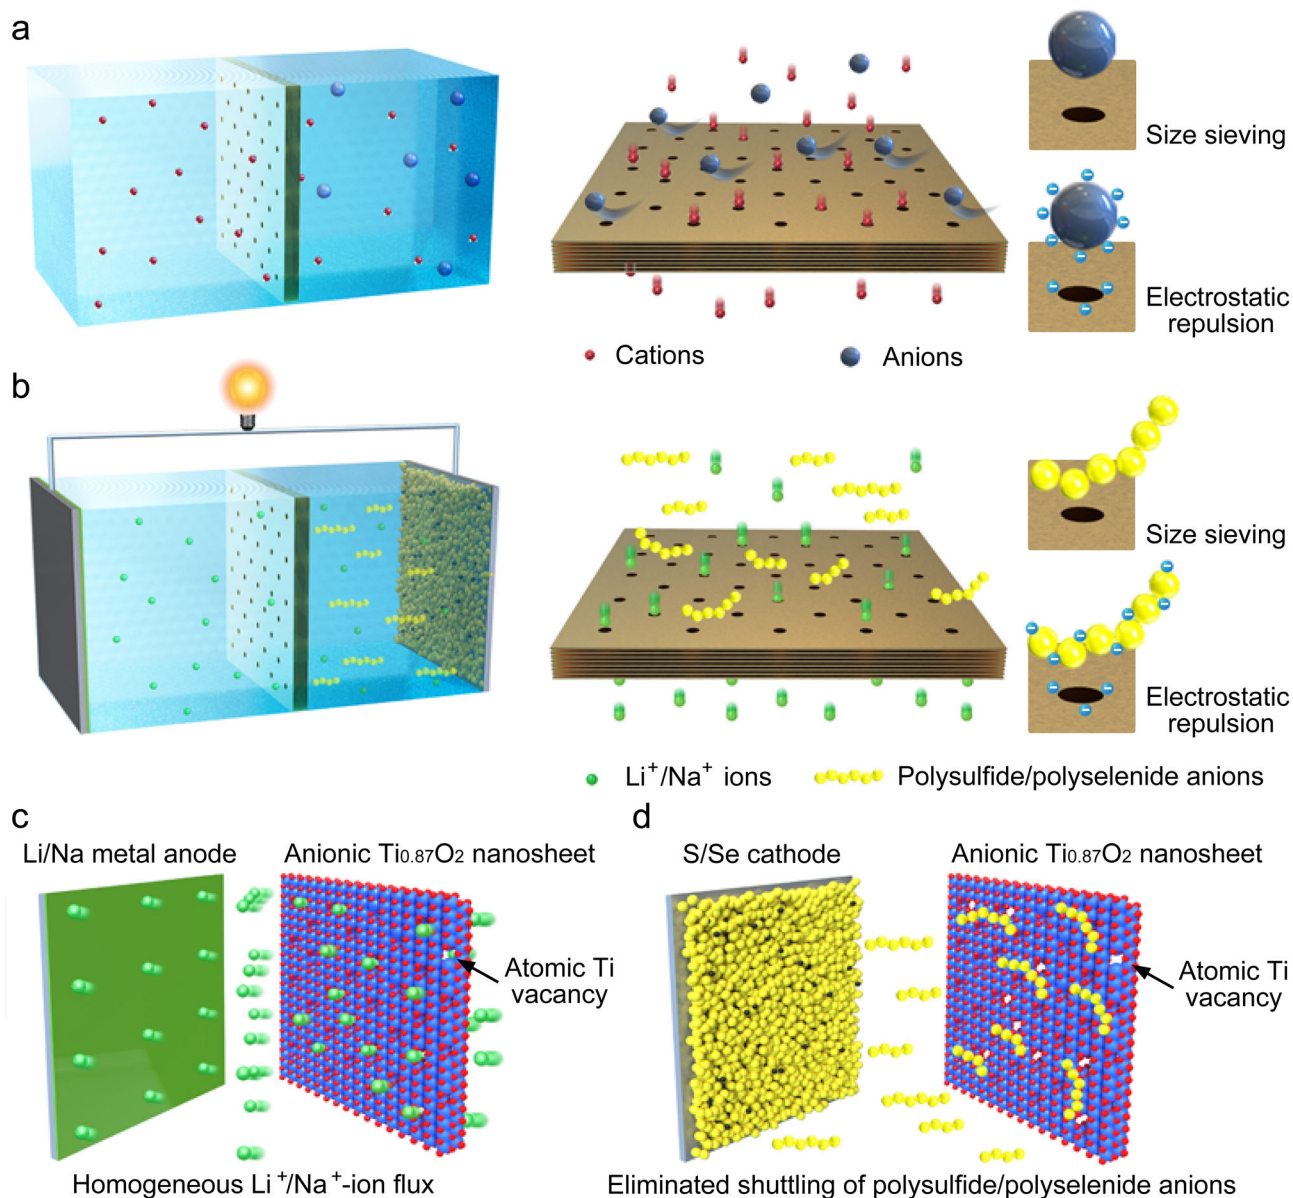 a
Size sieving
Electrostatic
repulsion
Cations
Anions
b
Size sieving
Electrostatic
repulsion
Li⁺/Na⁺ ions
Polysulfide/polyselenide anions
c
Li/Na metal anode
Anionic Ti₀.₈₇O₂ nanosheet
Atomic Ti
vacancy
Homogeneous Li⁺/Na⁺-ion flux
d
S/Se cathode
Anionic Ti₀.₈₇O₂ nanosheet
Atomic Ti
vacancy
Eliminated shuttling of polysulfide/polyselenide anions